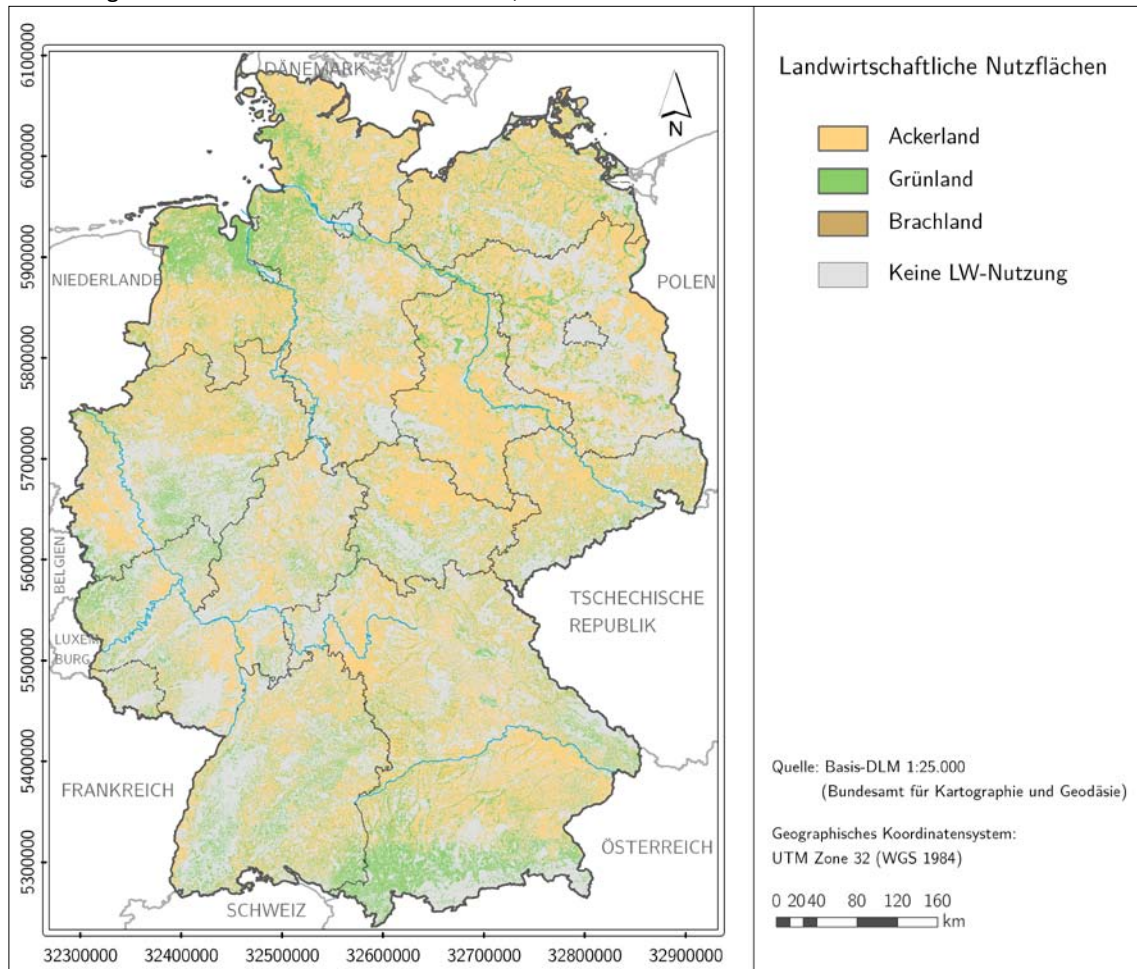 DÄNEMARK
NIEDERLANDE
POLEN
BELGIEN
LUXEM
BURG
TSCHECHISCHE
REPUBLIK
FRANKREICH
ÖSTERREICH
SCHWEIZ
N
6100000
6000000
5900000
5800000
5700000
5600000
5500000
5400000
5300000
32300000 32400000 32500000 32600000 32700000 32800000 32900000
Landwirtschaftliche Nutzflächen
Ackerland
Grünland
Brachland
Keine LW-Nutzung
Quelle: Basis-DLM 1:25.000
(Bundesamt für Kartographie und Geodäsie)
Geographisches Koordinatensystem:
UTM Zone 32 (WGS 1984)
0 20 40 80 120 160
km